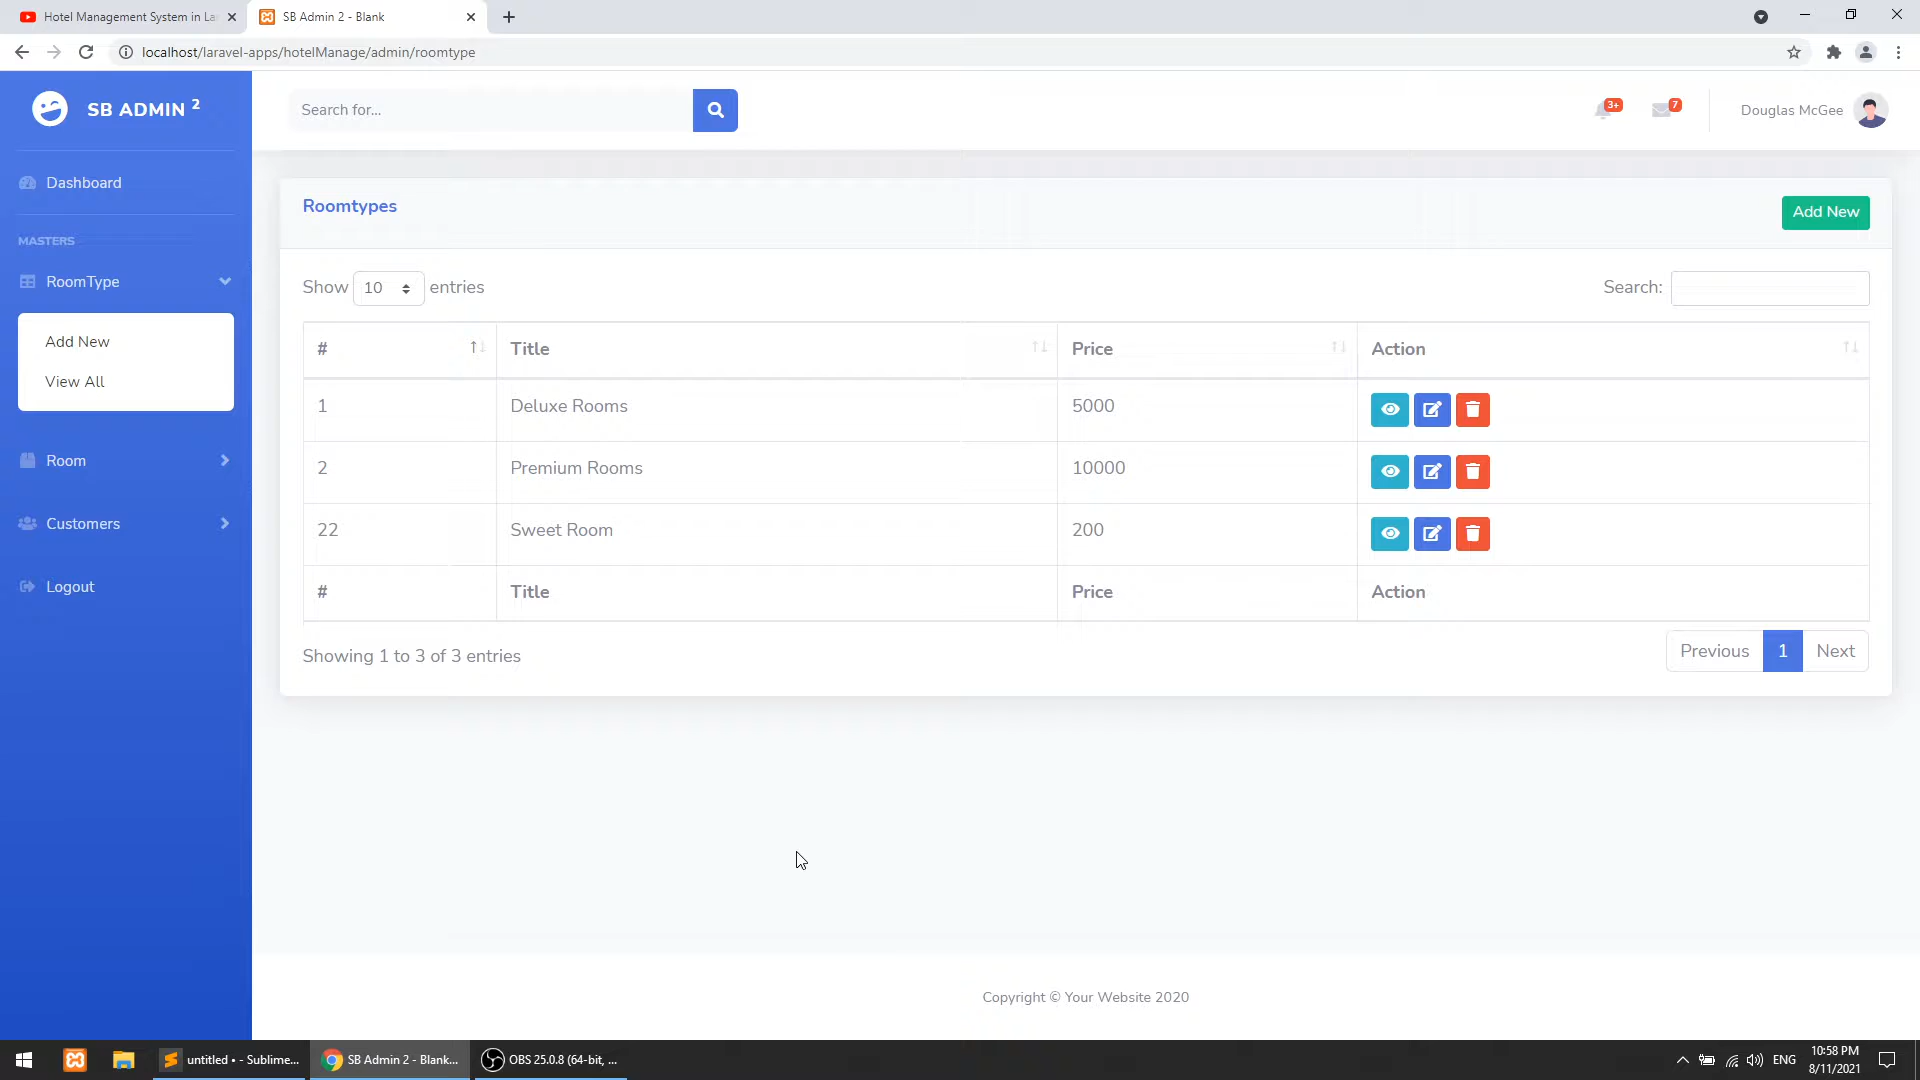 Hotel Management System in La
SB Admin 2 - Blank
localhost/laravel-apps/hotelManage/admin/roomtype
SB ADMIN 2
Search for...
3+
7
Douglas McGee
Dashboard
MASTERS
RoomType
Add New
View All
Room
Customers
Logout
Roomtypes
Add New
Show 10 entries
Search:
# Title Price Action
1 Deluxe Rooms 5000
2 Premium Rooms 10000
22 Sweet Room 200
# Title Price Action
Showing 1 to 3 of 3 entries
Previous 1 Next
Copyright © Your Website 2020
untitled • - Sublime...
SB Admin 2 - Blank...
OBS 25.0.8 (64-bit, ...
ENG
10:58 PM
8/11/2021